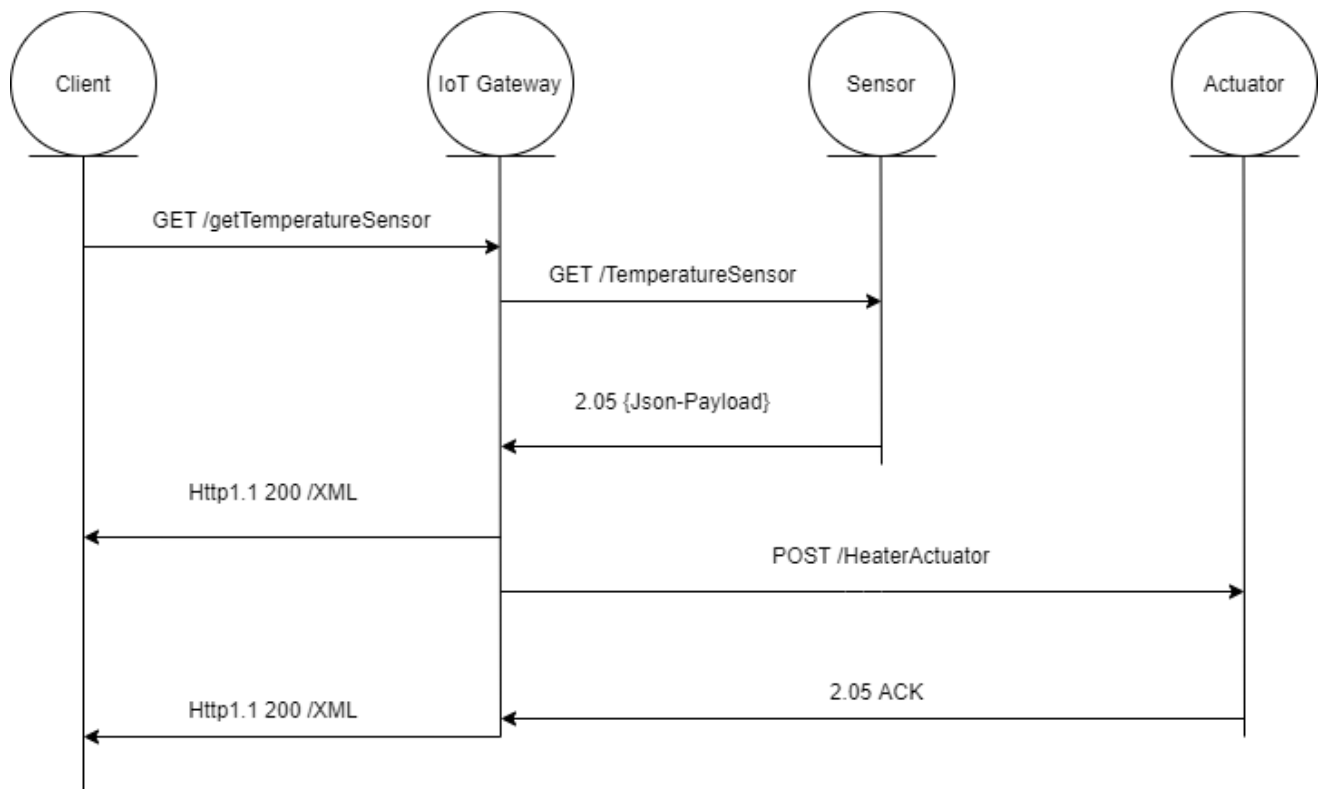 Client
IoT Gateway
Sensor
Actuator
GET /getTemperatureSensor
GET /TemperatureSensor
2.05 {Json-Payload}
Http1.1 200 /XML
POST /HeaterActuator
2.05 ACK
Http1.1 200 /XML